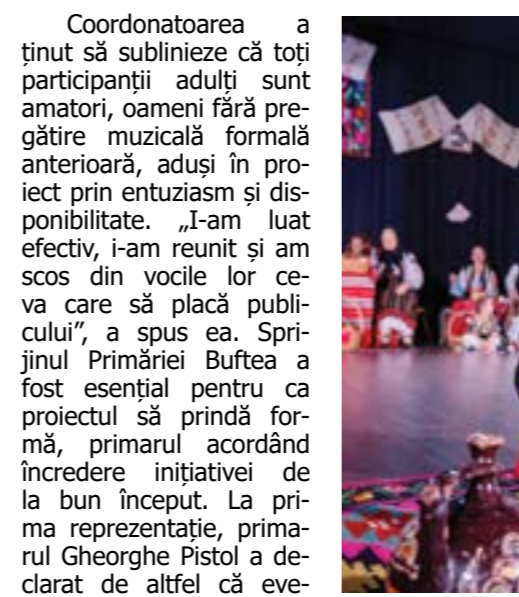 Coordonatoarea a
ținut să sublinieze că toți
participanții adulți sunt
amatori, oameni fără pre-
gătire muzicală formală
anterioară, aduși în pro-
iect prin entuziasm și dis-
ponibilitate. „I-am luat
efectiv, i-am reunit și am
scos din vocile lor ce-
va care să placă publi-
cului”, a spus ea. Spri-
jinul Primăriei Buftea a
fost esențial pentru ca
proiectul să prindă for-
mă, primarul acordând
încredere inițiativei de
la bun început. La pri-
ma reprezentație, prima-
rul Gheorghe Pistol a de-
clarat de altfel că eve-